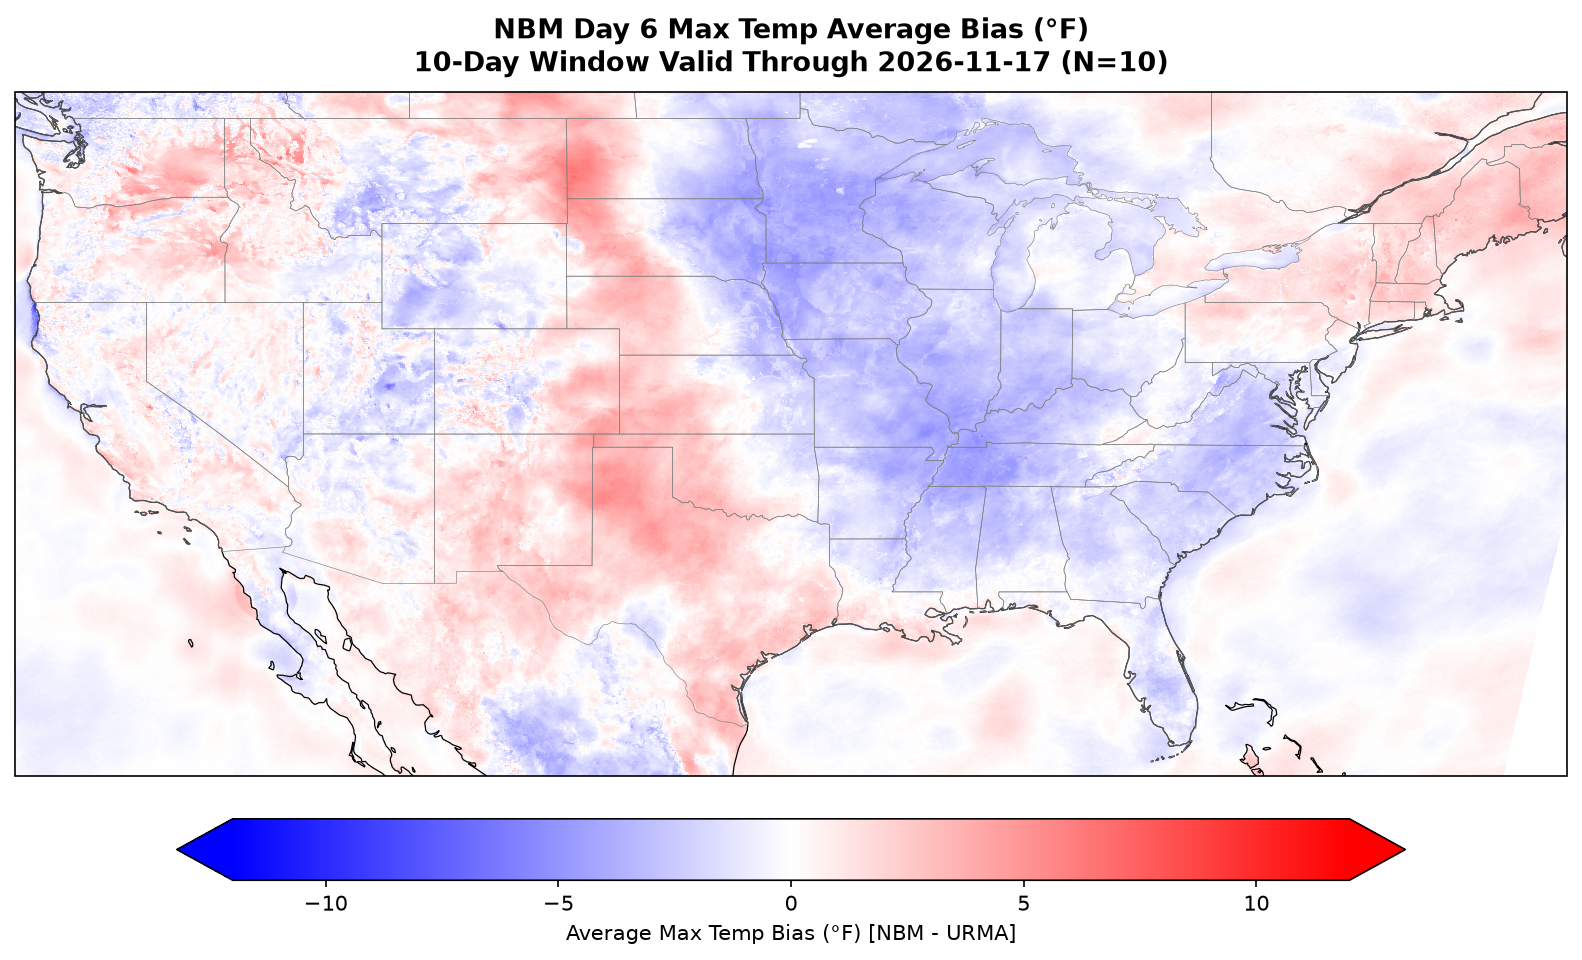 NBM Day 6 Max Temp Average Bias (°F)
10-Day Window Valid Through 2026-11-17 (N=10)
−10 −5 0 5 10
Average Max Temp Bias (°F) [NBM - URMA]